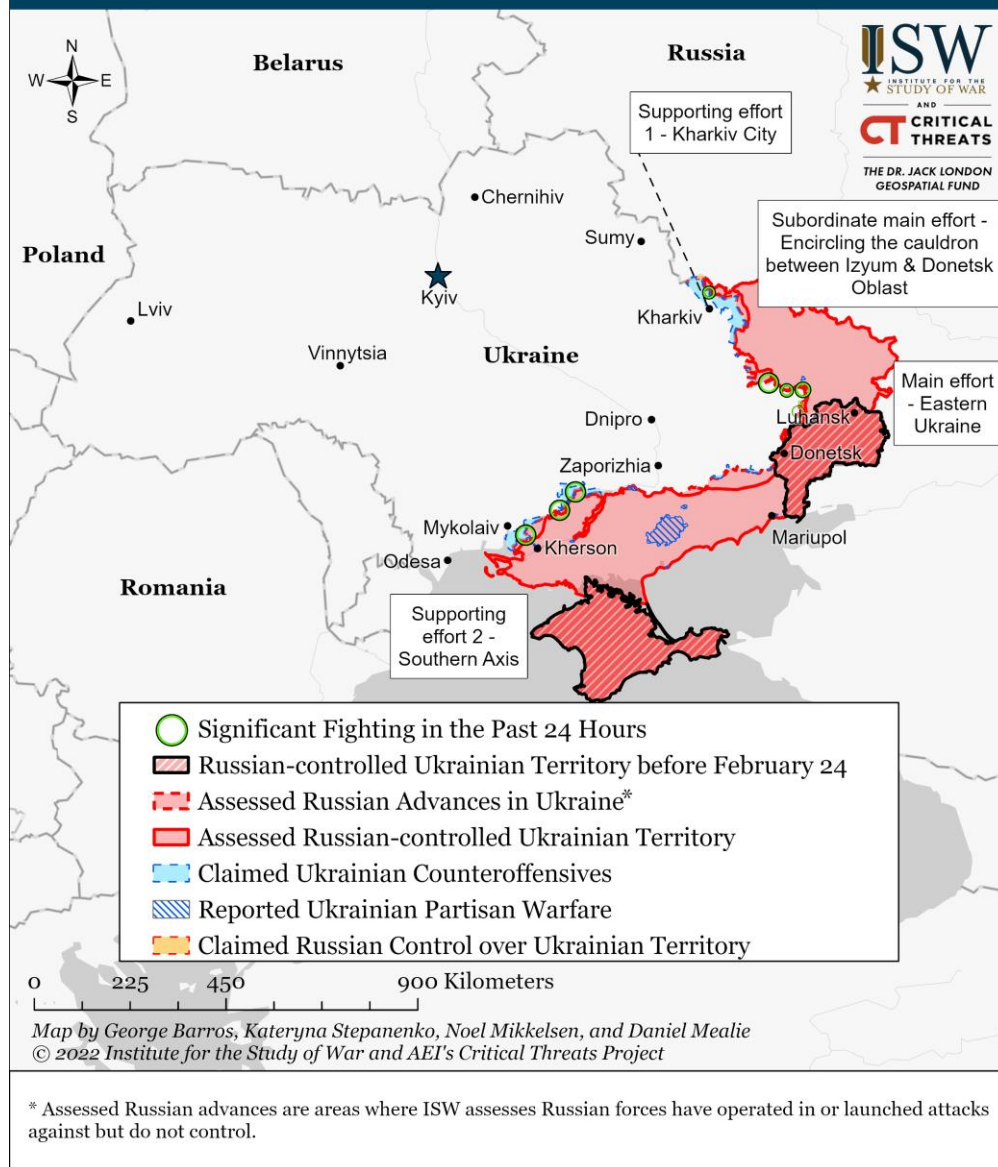 N
W
E
S
Belarus
Russia
ISW
INSTITUTE FOR THE
STUDY OF WAR
AND
CT CRITICAL
THREATS
THE DR. JACK LONDON
GEOSPATIAL FUND
Supporting effort
1 - Kharkiv City
Chernihiv
Sumy
Subordinate main effort -
Encircling the cauldron
between Izyum & Donetsk
Oblast
Poland
Kyiv
Lviv
Kharkiv
Vinnytsia
Ukraine
Main effort
- Eastern
Ukraine
Dnipro
Luhansk
Donetsk
Zaporizhia
Mykolaiv
Kherson
Mariupol
Odesa
Romania
Supporting
effort 2 -
Southern Axis
Significant Fighting in the Past 24 Hours
Russian-controlled Ukrainian Territory before February 24
Assessed Russian Advances in Ukraine*
Assessed Russian-controlled Ukrainian Territory
Claimed Ukrainian Counteroffensives
Reported Ukrainian Partisan Warfare
Claimed Russian Control over Ukrainian Territory
0 225 450 900 Kilometers
Map by George Barros, Kateryna Stepanenko, Noel Mikkelsen, and Daniel Mealie
© 2022 Institute for the Study of War and AEI's Critical Threats Project
* Assessed Russian advances are areas where ISW assesses Russian forces have operated in or launched attacks
against but do not control.